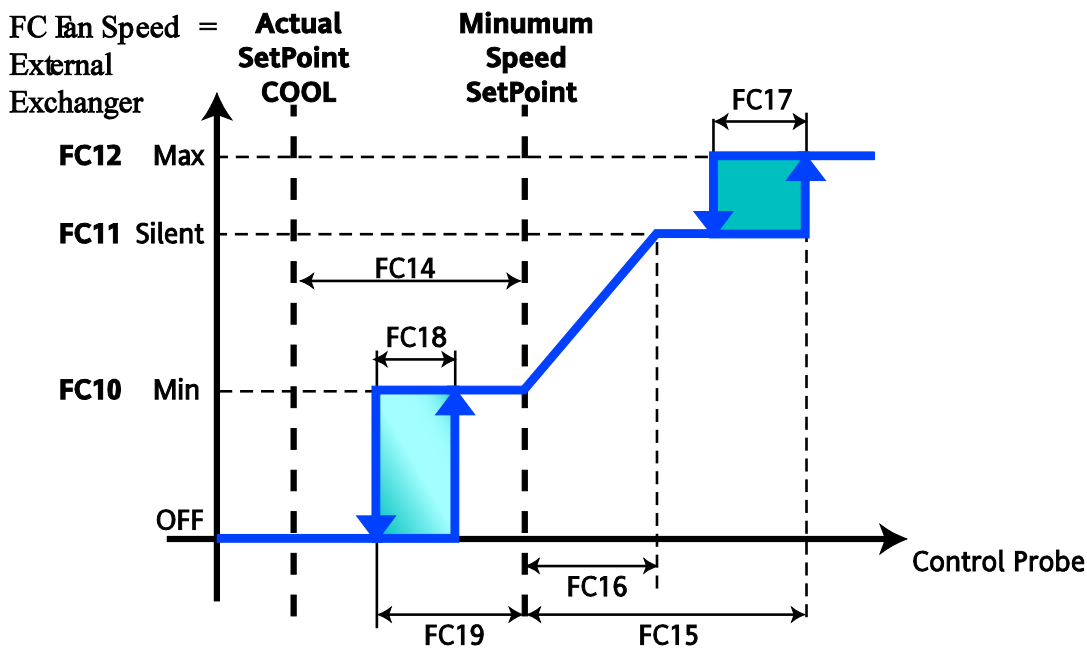 FC Fan Speed =
External
Exchanger
Actual
SetPoint
COOL
Minumum
Speed
SetPoint
FC17
FC12 Max
FC11 Silent
FC14
FC18
FC10 Min
OFF
Control Probe
FC16
FC19
FC15